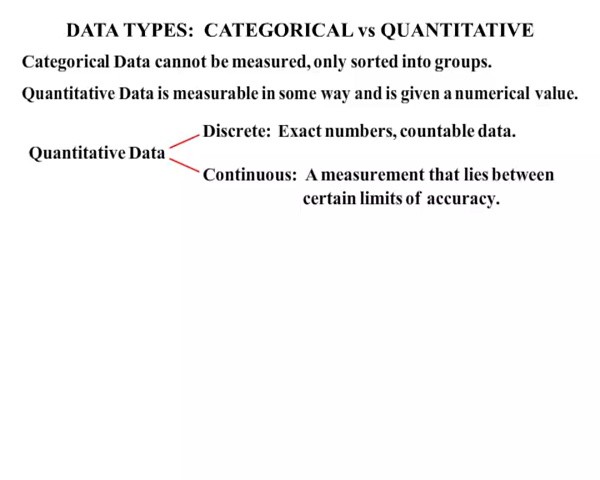 DATA TYPES: CATEGORICAL vs QUANTITATIVE
Categorical Data cannot be measured, only sorted into groups.
Quantitative Data is measurable in some way and is given a numerical value.
Discrete: Exact numbers, countable data.
Quantitative Data
Continuous: A measurement that lies between
certain limits of accuracy.